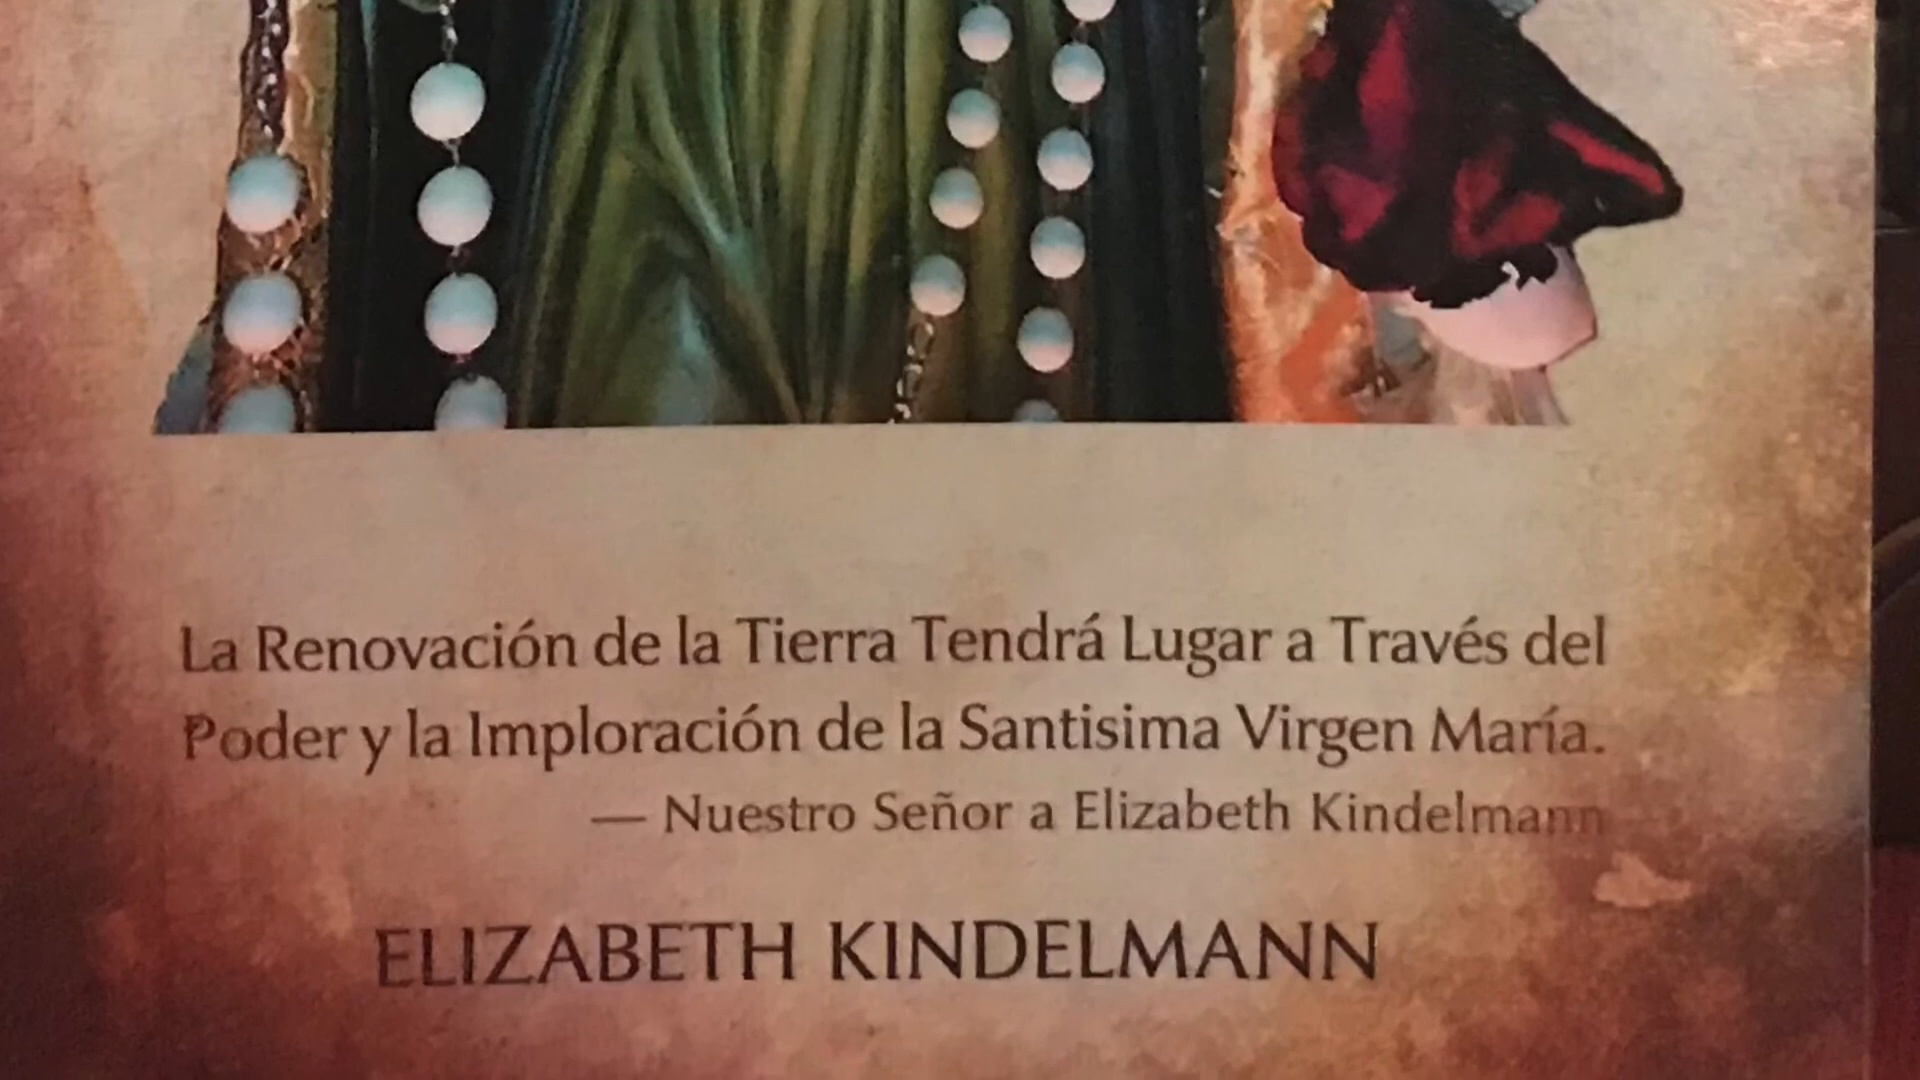 La Renovación de la Tierra Tendrá Lugar a Través del
Poder y la Imploración de la Santisima Virgen María.
— Nuestro Señor a Elizabeth Kindelmann
ELIZABETH KINDELMANN